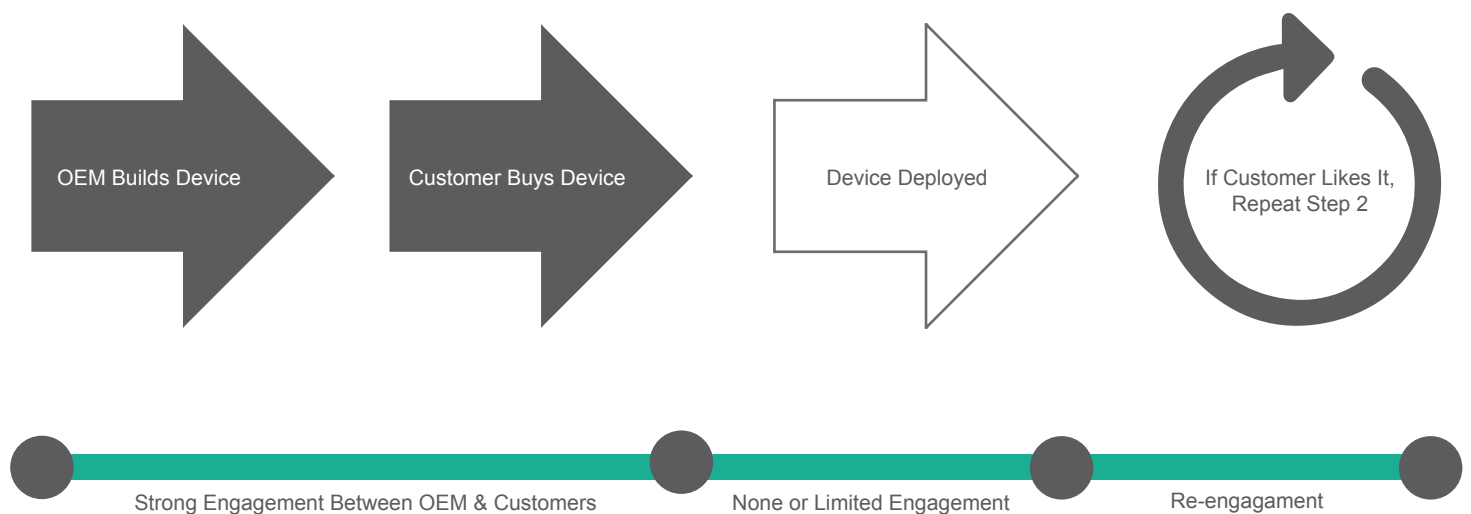 OEM Builds Device
Customer Buys Device
Device Deployed
If Customer Likes It,
Repeat Step 2
Strong Engagement Between OEM & Customers
None or Limited Engagement
Re-engagament